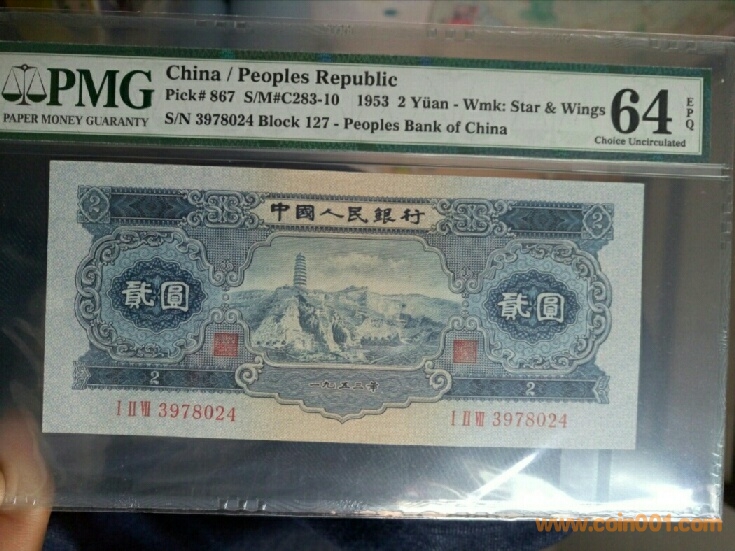 PMG
PAPER MONEY GUARANTY
China / Peoples Republic
Pick# 867 S/M#C283-10 1953 2 Yüan - Wmk: Star & Wings
S/N 3978024 Block 127 - Peoples Bank of China
64
EPQ
Choice Uncirculated
2
中國人民銀行
2
貳圓
貳圓
2
一九五三年
2
I II VII 3978024
I II VII 3978024
www.coin001.com